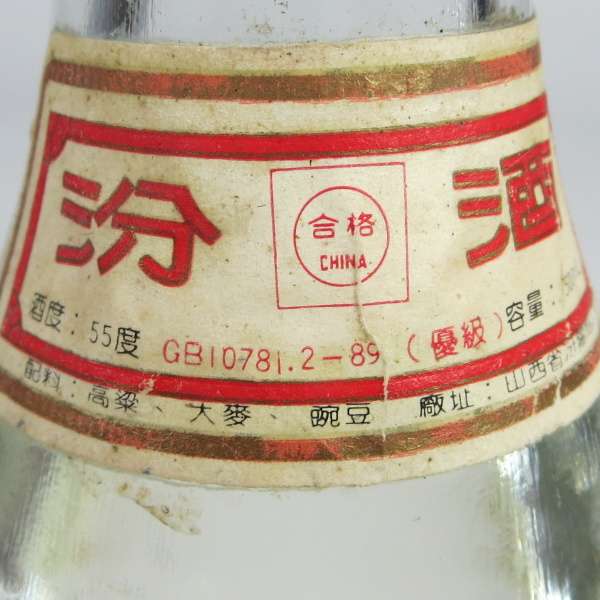 汾 酒
合格
CHINA
酒度：55度 GB10781.2-89（優級）容量：
配料：高粱、大麥、豌豆 廠址：山西省